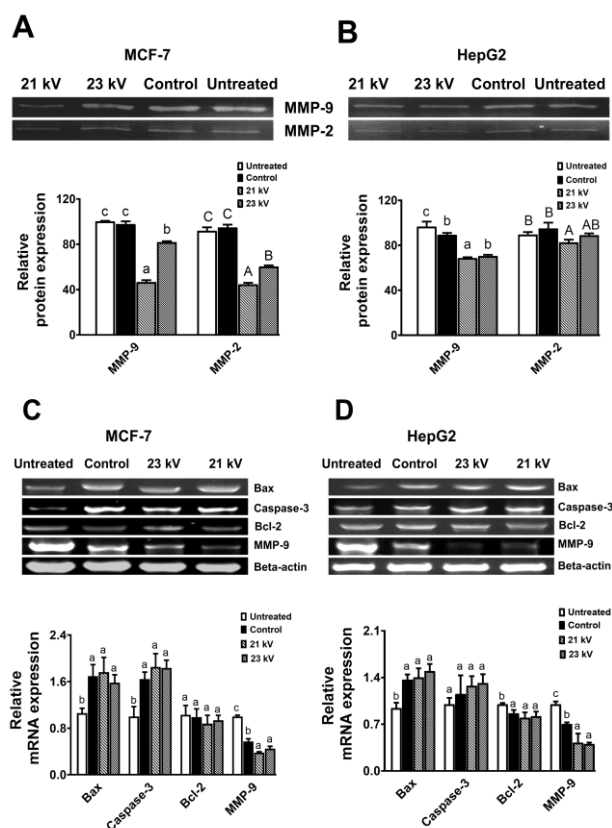 A
MCF-7
21 kV 23 kV Control Untreated
MMP-9
MMP-2
Untreated
Control
21 kV
23 kV
Relative
protein expression
120
80
40
0
c c a b
C C A B
MMP-9
MMP-2
B
HepG2
21 kV 23 kV Control Untreated
Untreated
Control
21 kV
23 kV
Relative
protein expression
120
80
40
0
c b a b
B B A AB
MMP-9
MMP-2
C
MCF-7
Untreated Control 23 kV 21 kV
Bax
Caspase-3
Bcl-2
MMP-9
Beta-actin
Untreated
Control
21 kV
23 kV
Relative
mRNA expression
2.4
1.6
0.8
0.0
b a a a
b a a a
a a a a
c b a a
Bax
Caspase-3
Bcl-2
MMP-9
D
HepG2
Untreated Control 23 kV 21 kV
Bax
Caspase-3
Bcl-2
MMP-9
Beta-actin
Untreated
Control
21 kV
23 kV
Relative
mRNA expression
2.1
1.4
0.7
0.0
b a a a
a a a a
b a a a
c b a a
Bax
Caspase-3
Bcl-2
MMP-9